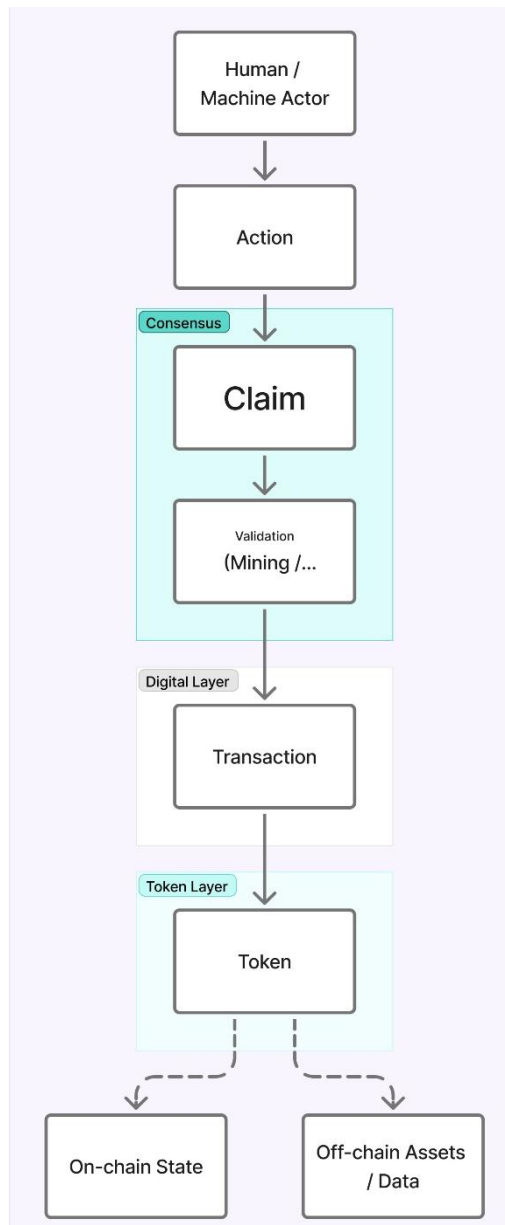 Human /
Machine Actor
Action
Consensus
Claim
Validation
(Mining /...
Digital Layer
Transaction
Token Layer
Token
On-chain State
Off-chain Assets
/ Data